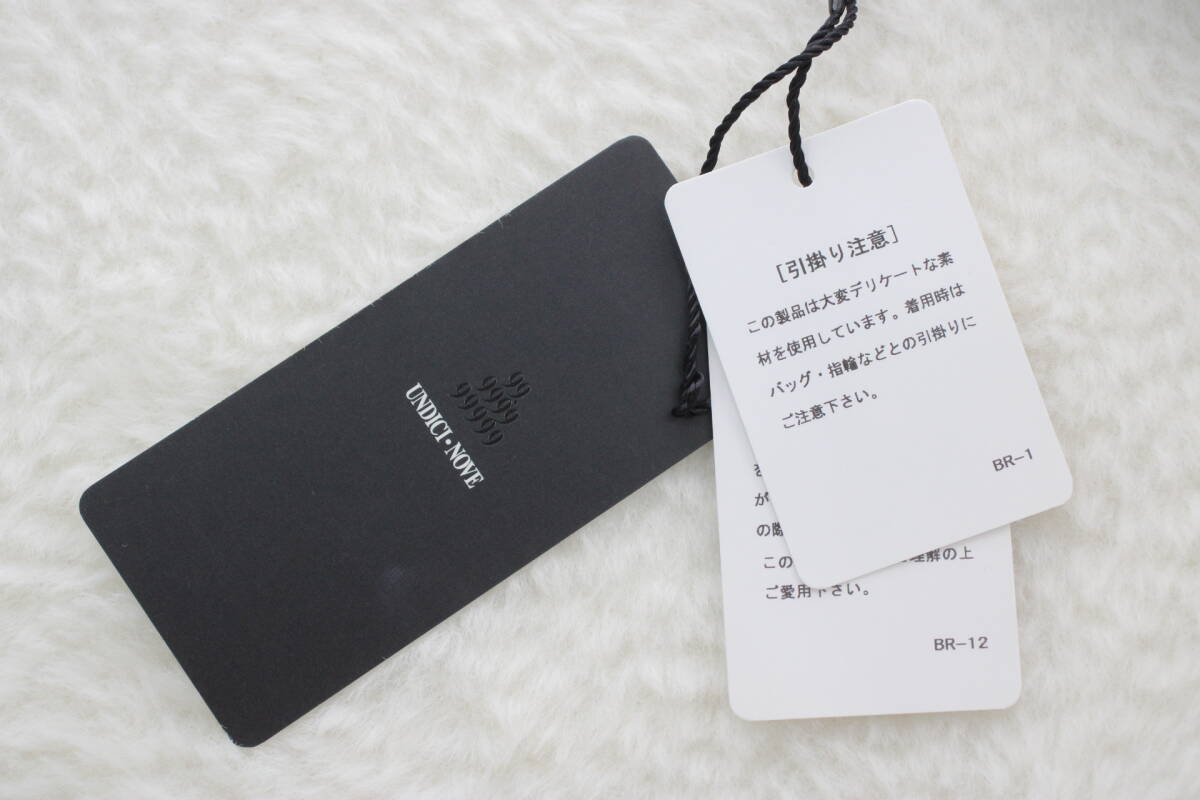 99
9999
99999
UNDICI・NOVE
[引掛り注意]
この製品は大変デリケートな素
材を使用しています。着用時は
バッグ・指輪などとの引掛りに
ご注意下さい。
BR-1
が
の
この 理解の上
ご愛用下さい。
BR-12